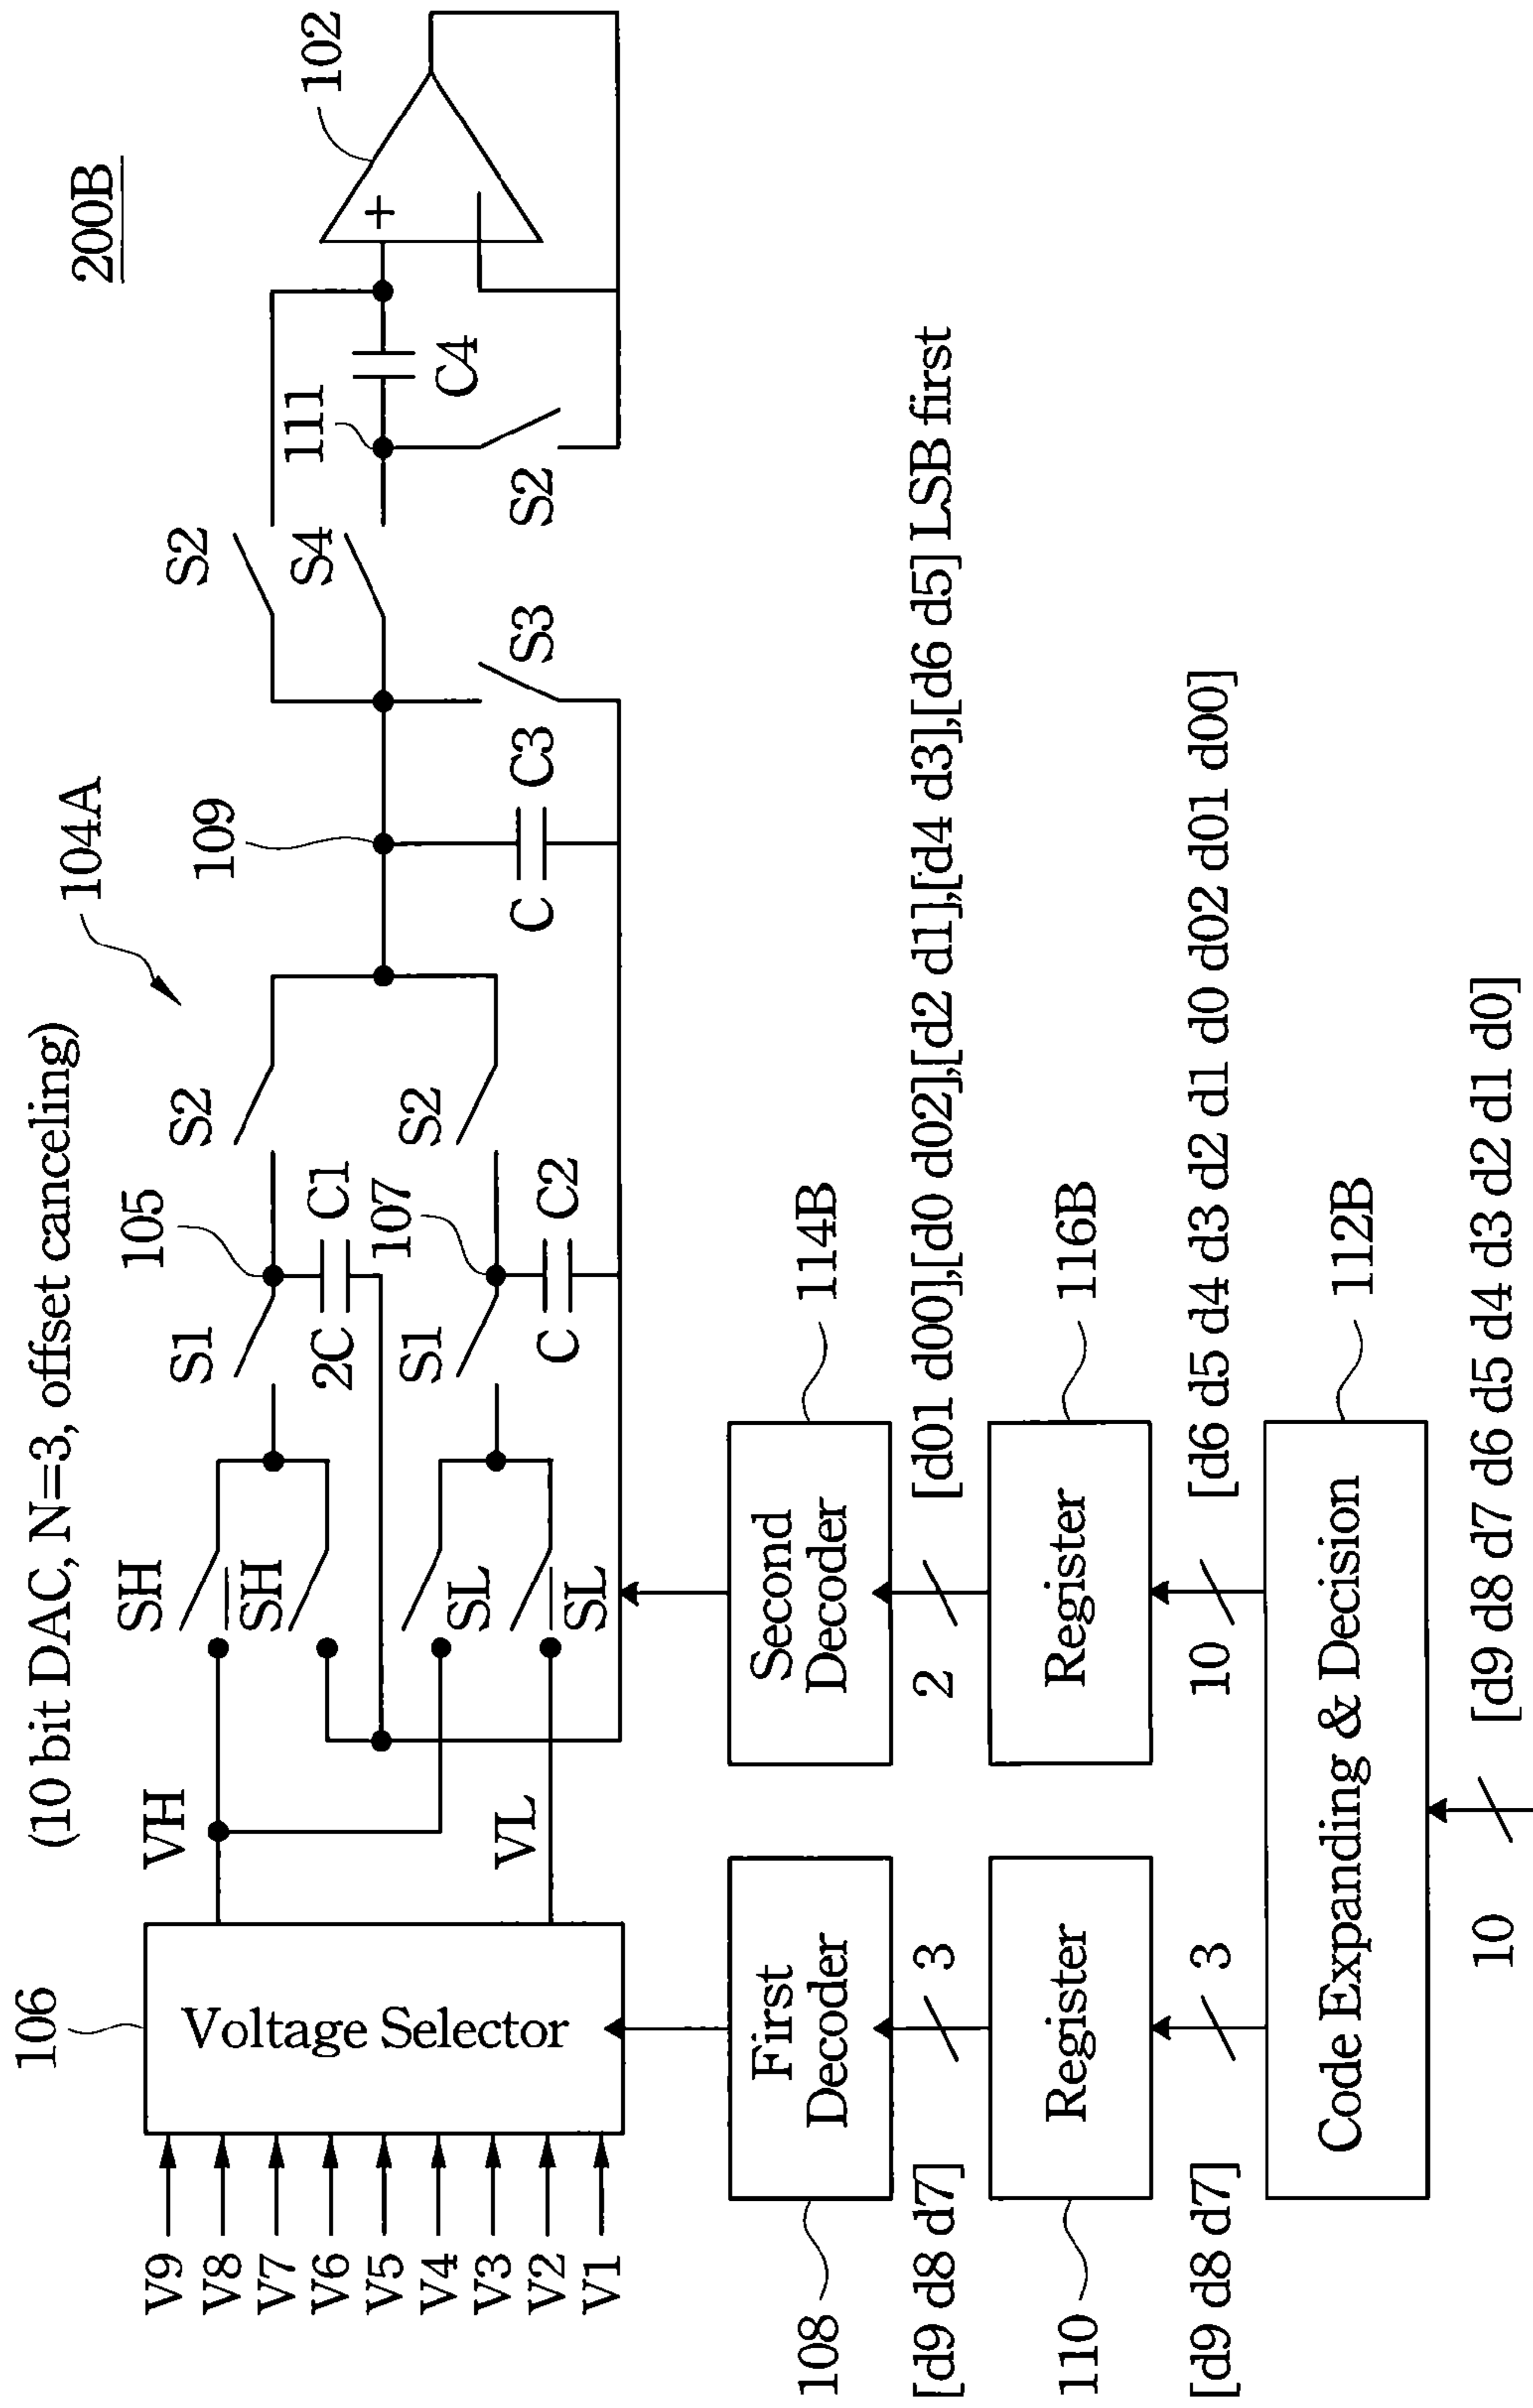 200B
(10 bit DAC, N=3, offset canceling)
104A
102
106
Voltage Selector
V9
V8
V7
V6
V5
V4
V3
V2
V1
VH
VL
SH
SH
SL
SL
S1
S1
105
107
2C
C1
C
C2
S2
S2
109
C
C3
S2
S4
S3
111
C4
S2
+
108
First
Decoder
Second
Decoder
114B
[d9 d8 d7]
3
2
[d01 d00],[d0 d02],[d2 d1],[d4 d3],[d6 d5] LSB first
110
Register
Register
116B
[d9 d8 d7]
3
10
[d6 d5 d4 d3 d2 d1 d0 d02 d01 d00]
Code Expanding & Decision
112B
10
[d9 d8 d7 d6 d5 d4 d3 d2 d1 d0]